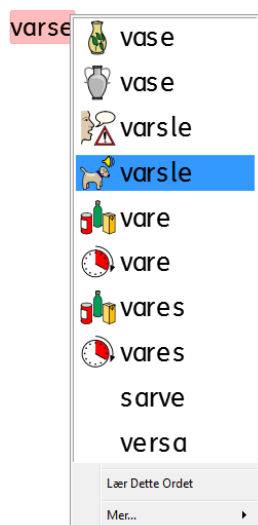 varse
vase
vase
varsle
varsle
vare
vare
vares
vares
sarve
versa
Lær Dette Ordet
Mer...